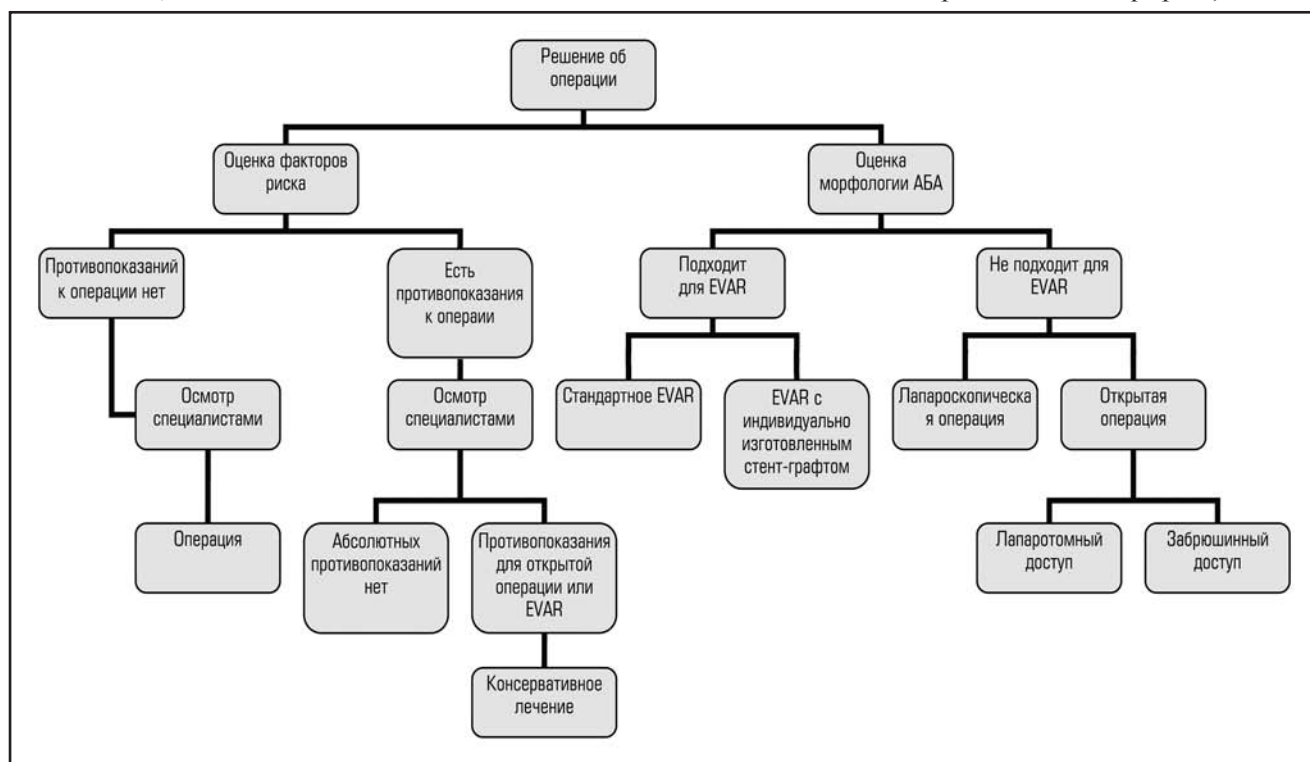 Решение об
операции
Оценка факторов
риска
Оценка
морфологии АБА
Противопоказаний
к операции нет
Есть
противопоказания
к операии
Подходит
для EVAR
Не подходит для
EVAR
Осмотр
специалистами
Осмотр
специалистами
Стандартное EVAR
EVAR с
индивидуально
изготовленным
стент-графтом
Лапароскопическа
я операция
Открытая
операция
Операция
Абсолютных
противопоказаний
нет
Противопоказания
для открытой
операции или
EVAR
Лапаротомный
доступ
Забрюшинный
доступ
Консервативное
лечение